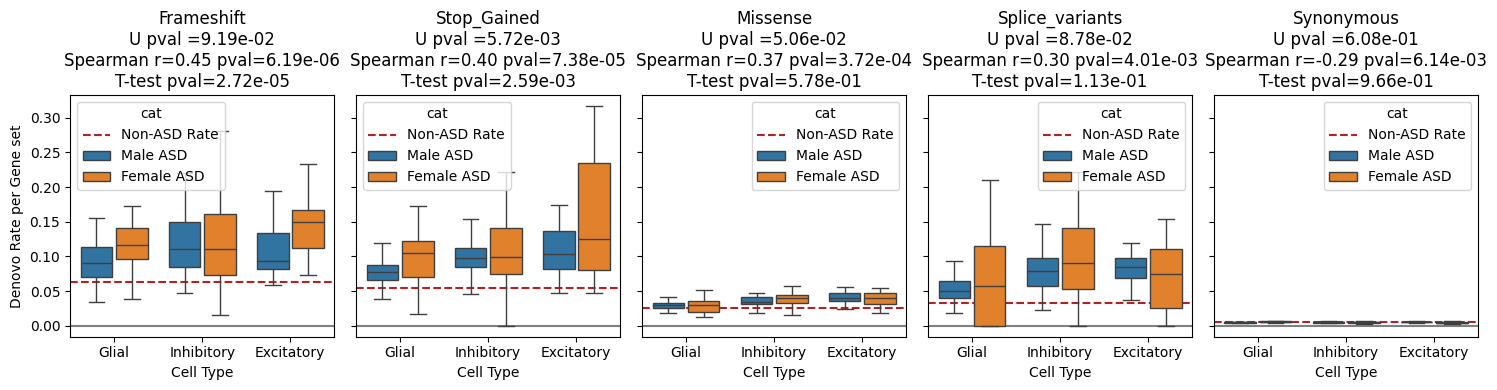 Frameshift
U pval =9.19e-02
Spearman r=0.45 pval=6.19e-06
T-test pval=2.72e-05
Stop_Gained
U pval =5.72e-03
Spearman r=0.40 pval=7.38e-05
T-test pval=2.59e-03
Missense
U pval =5.06e-02
Spearman r=0.37 pval=3.72e-04
T-test pval=5.78e-01
Splice_variants
U pval =8.78e-02
Spearman r=0.30 pval=4.01e-03
T-test pval=1.13e-01
Synonymous
U pval =6.08e-01
Spearman r=-0.29 pval=6.14e-03
T-test pval=9.66e-01
Denovo Rate per Gene set
0.30
0.25
0.20
0.15
0.10
0.05
0.00
cat
Non-ASD Rate
Male ASD
Female ASD
Glial
Inhibitory
Excitatory
Cell Type
cat
Non-ASD Rate
Male ASD
Female ASD
Glial
Inhibitory
Excitatory
Cell Type
cat
Non-ASD Rate
Male ASD
Female ASD
Glial
Inhibitory
Excitatory
Cell Type
cat
Non-ASD Rate
Male ASD
Female ASD
Glial
Inhibitory
Excitatory
Cell Type
cat
Non-ASD Rate
Male ASD
Female ASD
Glial
Inhibitory
Excitatory
Cell Type